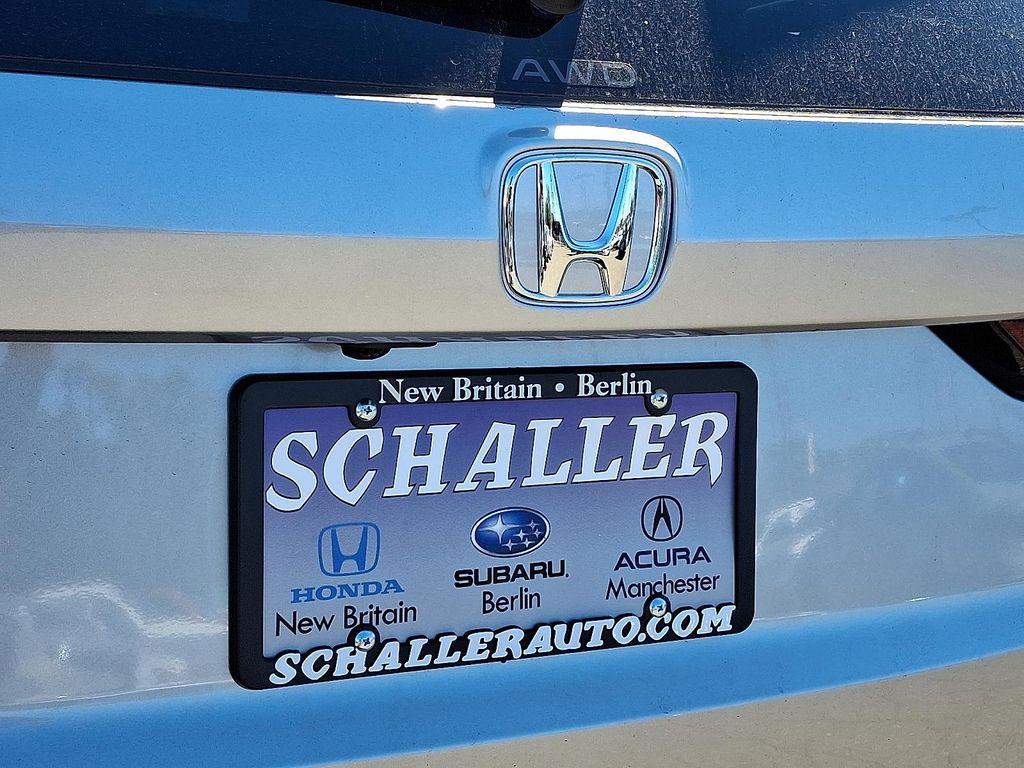 AWD
New Britain • Berlin
SCHALLER
HONDA
New Britain
SUBARU.
Berlin
ACURA
Manchester
SCHALLERAUTO.COM